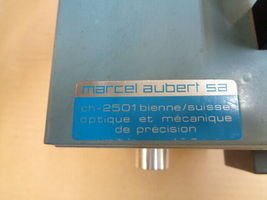 marcel aubert sa
ch-2501 bienne/suisse
optique et mécanique
de précision